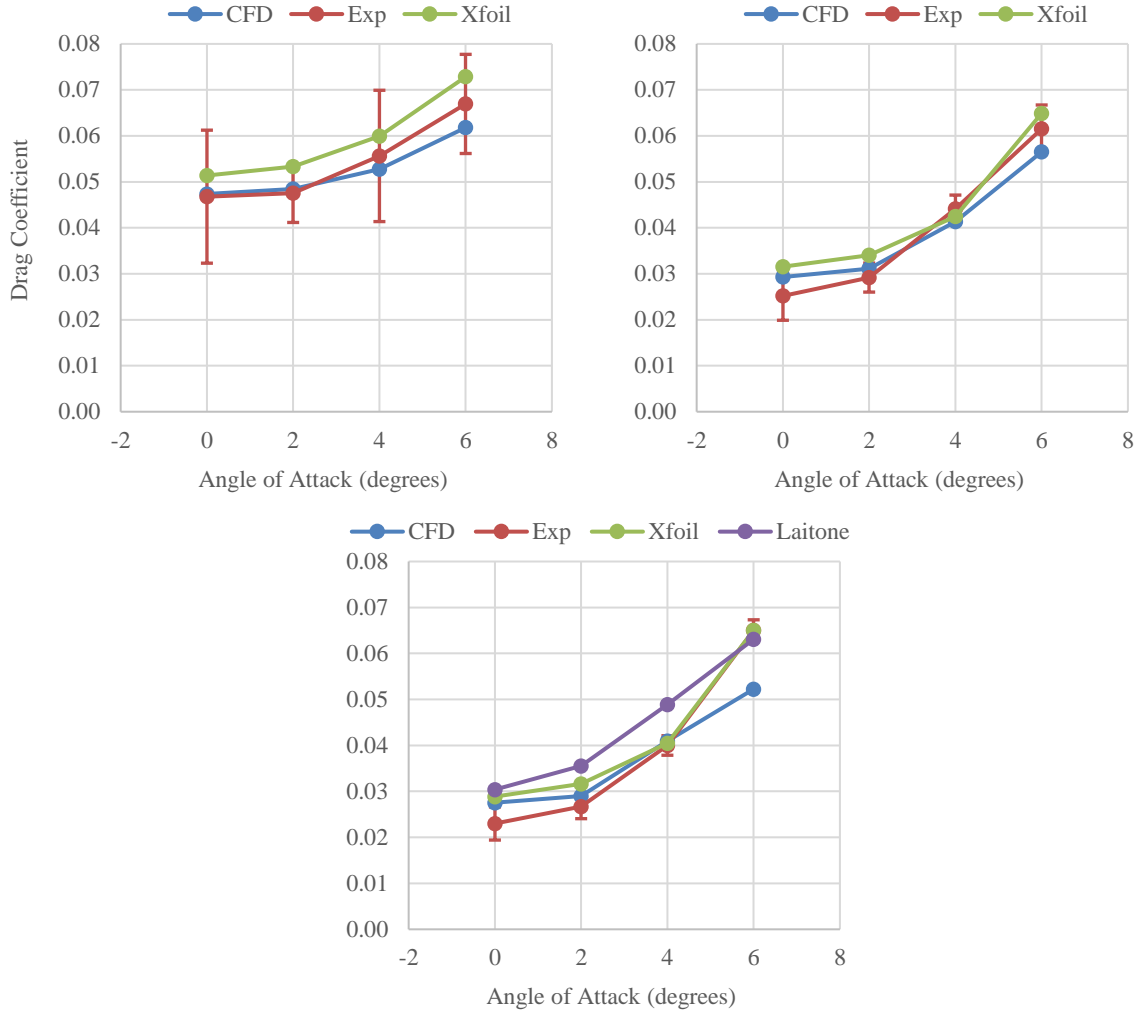 CFD Exp Xfoil
0.08
0.07
0.06
0.05
0.04
0.03
0.02
0.01
0.00
-2 0 2 4 6 8
Drag Coefficient
Angle of Attack (degrees)
CFD Exp Xfoil
0.08
0.07
0.06
0.05
0.04
0.03
0.02
0.01
0.00
-2 0 2 4 6 8
Angle of Attack (degrees)
CFD Exp Xfoil Laitone
0.08
0.07
0.06
0.05
0.04
0.03
0.02
0.01
0.00
-2 0 2 4 6 8
Angle of Attack (degrees)